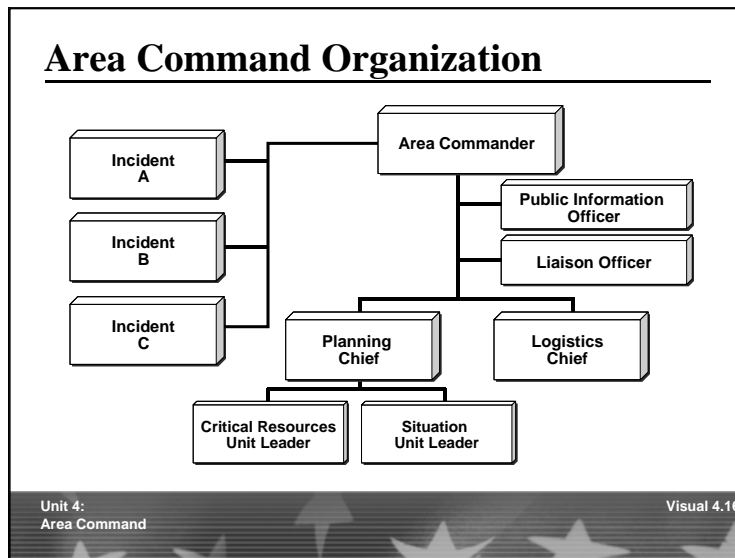 Area Command Organization
Area Commander
Incident
A
Incident
B
Incident
C
Public Information
Officer
Liaison Officer
Planning
Chief
Logistics
Chief
Critical Resources
Unit Leader
Situation
Unit Leader
Unit 4:
Area Command
Visual 4.16